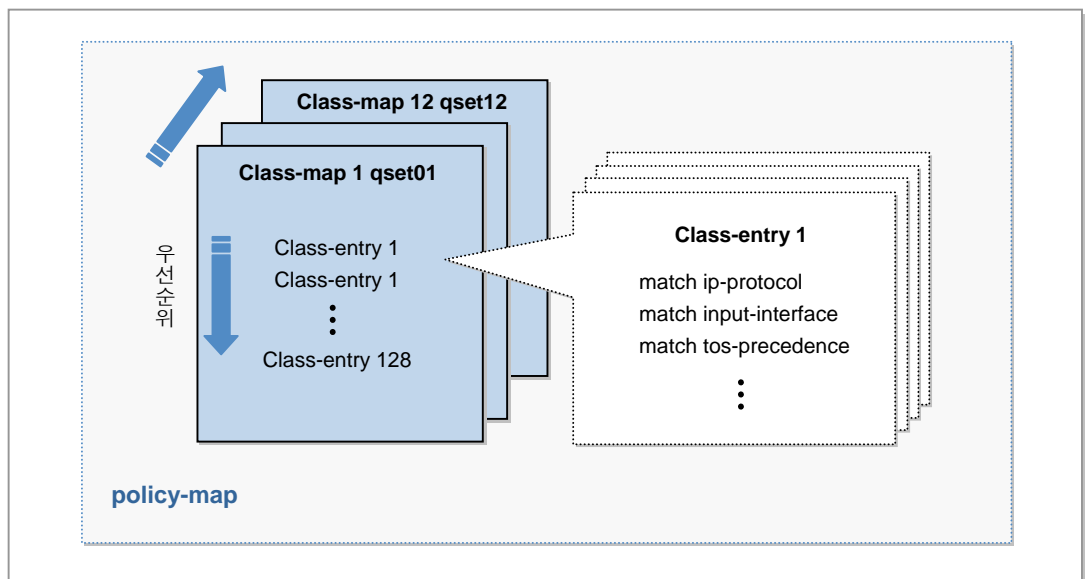 Class-map 12 qset12
Class-map 1 qset01
우선순위
Class-entry 1
Class-entry 1
Class-entry 128
Class-entry 1
match ip-protocol
match input-interface
match tos-precedence
policy-map